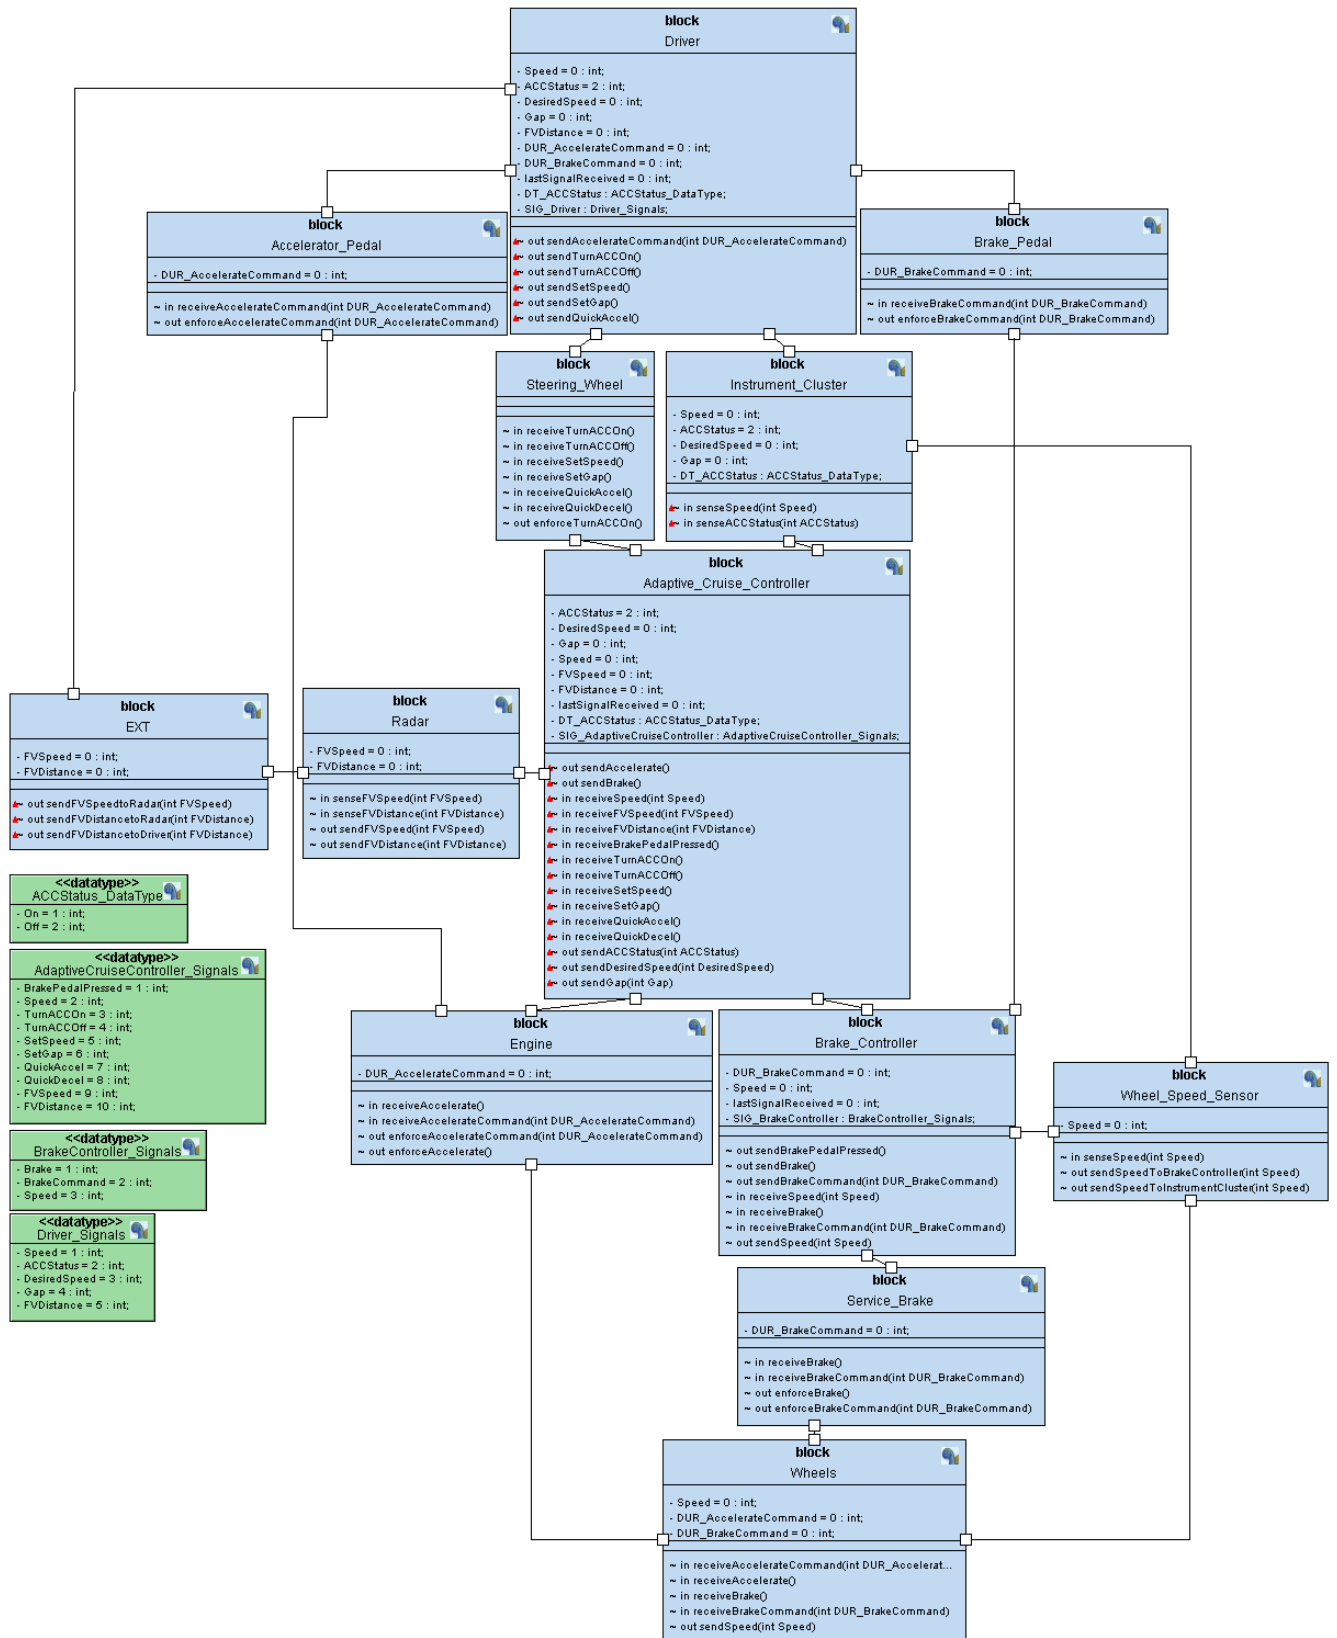 block
Driver
- Speed = 0 : int;
- ACCStatus = 2 : int;
- DesiredSpeed = 0 : int;
- Gap = 0 : int;
- FVDistance = 0 : int;
- DUR_AccelerateCommand = 0 : int;
- DUR_BrakeCommand = 0 : int;
- lastSignalReceived = 0 : int;
- DT_ACCStatus : ACCStatus_DataType;
- SIG_Driver : Driver_Signals;
~ out sendAccelerateCommand(int DUR_AccelerateCommand)
~ out sendTurnACCOn()
~ out sendTurnACCOff()
~ out sendSetSpeed()
~ out sendSetGap()
~ out sendQuickAccel()
block
Accelerator_Pedal
- DUR_AccelerateCommand = 0 : int;
~ in receiveAccelerateCommand(int DUR_AccelerateCommand)
~ out enforceAccelerateCommand(int DUR_AccelerateCommand)
block
Brake_Pedal
- DUR_BrakeCommand = 0 : int;
~ in receiveBrakeCommand(int DUR_BrakeCommand)
~ out enforceBrakeCommand(int DUR_BrakeCommand)
block
Steering_Wheel
~ in receiveTurnACCOn()
~ in receiveTurnACCOff()
~ in receiveSetSpeed()
~ in receiveSetGap()
~ in receiveQuickAccel()
~ in receiveQuickDecel()
~ out enforceTurnACCOn()
block
Instrument_Cluster
- Speed = 0 : int;
- ACCStatus = 2 : int;
- DesiredSpeed = 0 : int;
- Gap = 0 : int;
- DT_ACCStatus : ACCStatus_DataType;
~ in senseSpeed(int Speed)
~ in senseACCStatus(int ACCStatus)
block
Adaptive_Cruise_Controller
- ACCStatus = 2 : int;
- DesiredSpeed = 0 : int;
- Gap = 0 : int;
- Speed = 0 : int;
- FVSpeed = 0 : int;
- FVDistance = 0 : int;
- lastSignalReceived = 0 : int;
- DT_ACCStatus : ACCStatus_DataType;
- SIG_AdaptiveCruiseController : AdaptiveCruiseController_Signals;
~ out sendAccelerate()
~ out sendBrake()
~ in receiveSpeed(int Speed)
~ in receiveFVSpeed(int FVSpeed)
~ in receiveFVDistance(int FVDistance)
~ in receiveBrakePedalPressed()
~ in receiveTurnACCOn()
~ in receiveTurnACCOff()
~ in receiveSetSpeed()
~ in receiveSetGap()
~ in receiveQuickAccel()
~ in receiveQuickDecel()
~ out sendACCStatus(int ACCStatus)
~ out sendDesiredSpeed(int DesiredSpeed)
~ out sendGap(int Gap)
block
EXT
- FVSpeed = 0 : int;
- FVDistance = 0 : int;
~ out sendFVSpeedtoRadar(int FVSpeed)
~ out sendFVDistancetoRadar(int FVDistance)
~ out sendFVDistancetoDriver(int FVDistance)
block
Radar
- FVSpeed = 0 : int;
- FVDistance = 0 : int;
~ in senseFVSpeed(int FVSpeed)
~ in senseFVDistance(int FVDistance)
~ out sendFVSpeed(int FVSpeed)
~ out sendFVDistance(int FVDistance)
<<datatype>>
ACCStatus_DataType
- On = 1 : int;
- Off = 2 : int;
<<datatype>>
AdaptiveCruiseController_Signals
- BrakePedalPressed = 1 : int;
- Speed = 2 : int;
- TurnACCOn = 3 : int;
- TurnACCOff = 4 : int;
- SetSpeed = 5 : int;
- SetGap = 6 : int;
- QuickAccel = 7 : int;
- QuickDecel = 8 : int;
- FVSpeed = 9 : int;
- FVDistance = 10 : int;
<<datatype>>
BrakeController_Signals
- Brake = 1 : int;
- BrakeCommand = 2 : int;
- Speed = 3 : int;
<<datatype>>
Driver_Signals
- Speed = 1 : int;
- ACCStatus = 2 : int;
- DesiredSpeed = 3 : int;
- Gap = 4 : int;
- FVDistance = 5 : int;
block
Engine
- DUR_AccelerateCommand = 0 : int;
~ in receiveAccelerate()
~ in receiveAccelerateCommand(int DUR_AccelerateCommand)
~ out enforceAccelerateCommand(int DUR_AccelerateCommand)
~ out enforceAccelerate()
block
Brake_Controller
- DUR_BrakeCommand = 0 : int;
- Speed = 0 : int;
- lastSignalReceived = 0 : int;
- SIG_BrakeController : BrakeController_Signals;
~ out sendBrakePedalPressed()
~ out sendBrake()
~ out sendBrakeCommand(int DUR_BrakeCommand)
~ in receiveSpeed(int Speed)
~ in receiveBrake()
~ in receiveBrakeCommand(int DUR_BrakeCommand)
~ out sendSpeed(int Speed)
block
Wheel_Speed_Sensor
- Speed = 0 : int;
~ in senseSpeed(int Speed)
~ out sendSpeedToBrakeController(int Speed)
~ out sendSpeedToInstrumentCluster(int Speed)
block
Service_Brake
- DUR_BrakeCommand = 0 : int;
~ in receiveBrake()
~ in receiveBrakeCommand(int DUR_BrakeCommand)
~ out enforceBrake()
~ out enforceBrakeCommand(int DUR_BrakeCommand)
block
Wheels
- Speed = 0 : int;
- DUR_AccelerateCommand = 0 : int;
- DUR_BrakeCommand = 0 : int;
~ in receiveAccelerateCommand(int DUR_Accelerat...
~ in receiveAccelerate()
~ in receiveBrake()
~ in receiveBrakeCommand(int DUR_BrakeCommand)
~ out sendSpeed(int Speed)